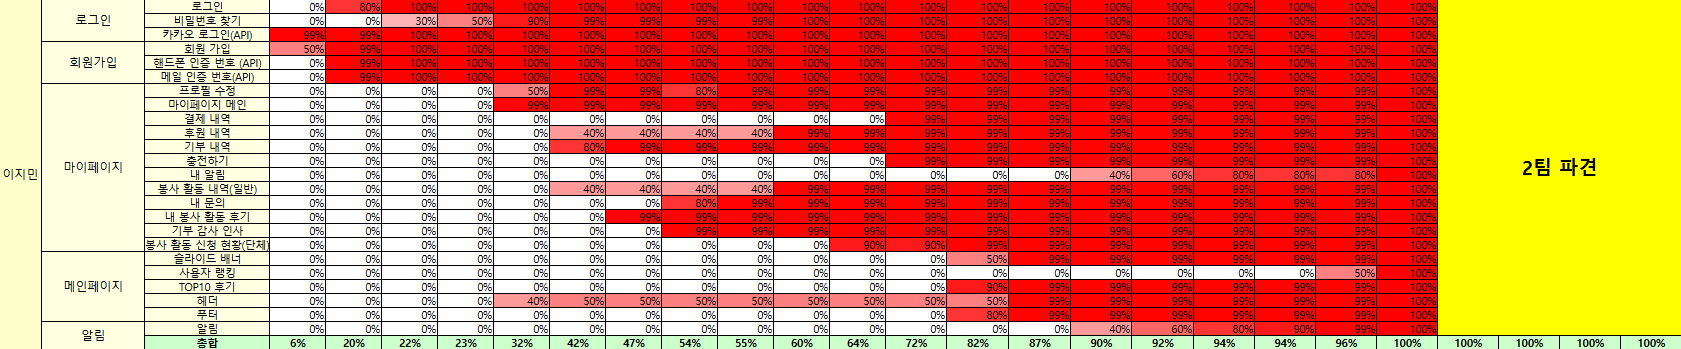 이지민
로그인
로그인 0% 80% 100% 100% 100% 100% 100% 100% 100% 100% 100% 100% 100% 100% 100% 100% 100% 100% 100% 100%
비밀번호 찾기 0% 0% 30% 50% 90% 99% 99% 99% 99% 100% 100% 100% 100% 100% 100% 100% 100% 100% 100% 100%
카카오 로그인(API) 99% 99% 100% 100% 100% 100% 100% 100% 100% 100% 100% 100% 100% 100% 100% 100% 100% 100% 100% 100%
회원가입
회원 가입 50% 99% 100% 100% 100% 100% 100% 100% 100% 100% 100% 100% 100% 100% 100% 100% 100% 100% 100% 100%
핸드폰 인증 번호 (API) 0% 99% 100% 100% 100% 100% 100% 100% 100% 100% 100% 100% 100% 100% 100% 100% 100% 100% 100% 100%
메일 인증 번호(API) 0% 99% 100% 100% 100% 100% 100% 100% 100% 100% 100% 100% 100% 100% 100% 100% 100% 100% 100% 100%
마이페이지
프로필 수정 0% 0% 0% 0% 50% 99% 99% 80% 99% 99% 99% 99% 99% 99% 99% 99% 99% 99% 99% 100%
마이페이지 메인 0% 0% 0% 0% 99% 99% 99% 99% 99% 99% 99% 99% 99% 99% 99% 99% 99% 99% 99% 100%
결제 내역 0% 0% 0% 0% 0% 0% 0% 0% 0% 0% 0% 99% 99% 99% 99% 99% 99% 99% 99% 100%
후원 내역 0% 0% 0% 0% 0% 40% 40% 40% 40% 99% 99% 99% 99% 99% 99% 99% 99% 99% 99% 100%
기부 내역 0% 0% 0% 0% 0% 80% 99% 99% 99% 99% 99% 99% 99% 99% 99% 99% 99% 99% 99% 100%
충전하기 0% 0% 0% 0% 0% 0% 0% 0% 0% 0% 0% 99% 99% 99% 99% 99% 99% 99% 99% 100%
내 알림 0% 0% 0% 0% 0% 0% 0% 0% 0% 0% 0% 0% 0% 0% 40% 60% 80% 80% 80% 100%
봉사 활동 내역(일반) 0% 0% 0% 0% 0% 40% 40% 40% 40% 99% 99% 99% 99% 99% 99% 99% 99% 99% 99% 100%
내 문의 0% 0% 0% 0% 0% 0% 0% 80% 99% 99% 99% 99% 99% 99% 99% 99% 99% 99% 99% 100%
내 봉사 활동 후기 0% 0% 0% 0% 0% 0% 99% 99% 99% 99% 99% 99% 99% 99% 99% 99% 99% 99% 99% 100%
기부 감사 인사 0% 0% 0% 0% 0% 0% 0% 99% 99% 99% 99% 99% 99% 99% 99% 99% 99% 99% 99% 100%
봉사 활동 신청 현황(단체) 0% 0% 0% 0% 0% 0% 0% 0% 0% 0% 90% 90% 99% 99% 99% 99% 99% 99% 99% 100%
메인페이지
슬라이드 배너 0% 0% 0% 0% 0% 0% 0% 0% 0% 0% 0% 0% 50% 99% 99% 99% 99% 99% 99% 100%
사용자 랭킹 0% 0% 0% 0% 0% 0% 0% 0% 0% 0% 0% 0% 0% 0% 0% 0% 0% 0% 50% 100%
TOP10 후기 0% 0% 0% 0% 0% 0% 0% 0% 0% 0% 0% 0% 90% 99% 99% 99% 99% 99% 99% 100%
헤더 0% 0% 0% 0% 40% 50% 50% 50% 50% 50% 50% 50% 50% 99% 99% 99% 99% 99% 99% 100%
푸터 0% 0% 0% 0% 0% 0% 0% 0% 0% 0% 0% 0% 80% 99% 99% 99% 99% 99% 99% 100%
알림
알림 0% 0% 0% 0% 0% 0% 0% 0% 0% 0% 0% 0% 0% 0% 40% 60% 80% 90% 99% 100%
총합 6% 20% 22% 23% 32% 42% 47% 54% 55% 60% 64% 72% 82% 87% 90% 92% 94% 94% 96% 100% 100% 100% 100% 100%
2팀 파견